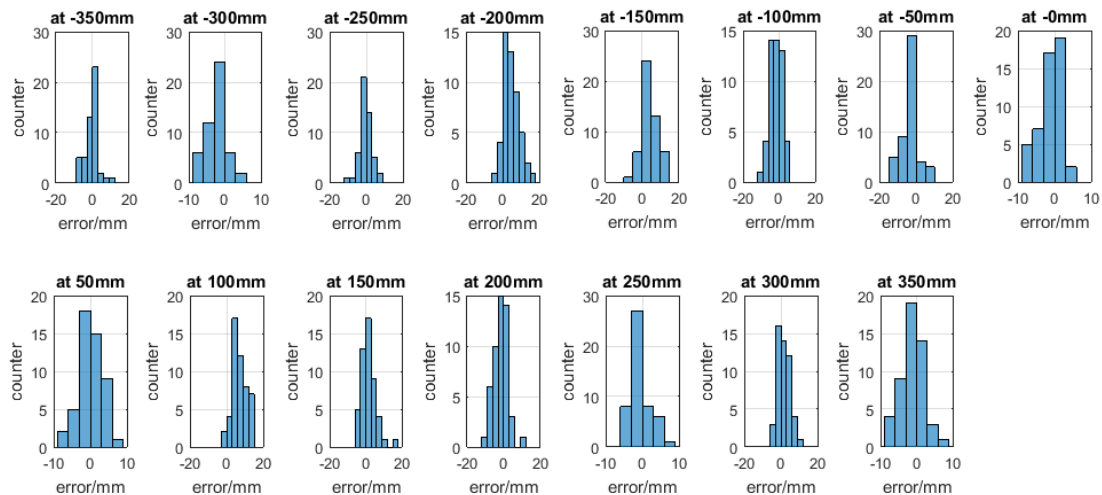 at -350mm at -300mm at -250mm at -200mm at -150mm at -100mm at -50mm at -0mm
30 30 30 15 30 15 30 20
20 20 20 10 20 10 20 15
10 10 10 5 10 5 10 10
5
0 0 0 0 0 0 0 0
counter counter counter counter counter counter counter counter
-20 0 20 -10 0 10 -20 0 20 -20 0 20 -20 0 20 -20 0 20 -20 0 20 -10 0 10
error/mm error/mm error/mm error/mm error/mm error/mm error/mm error/mm
at 50mm at 100mm at 150mm at 200mm at 250mm at 300mm at 350mm
20 20 20 15 30 20 20
15 15 15 10 20 15 15
10 10 10 5 10 10 10
5 5 5 5 5
0 0 0 0 0 0 0
counter counter counter counter counter counter counter
-10 0 10 -20 0 20 -20 0 20 -20 0 20 -10 0 10 -20 0 20 -10 0 10
error/mm error/mm error/mm error/mm error/mm error/mm error/mm